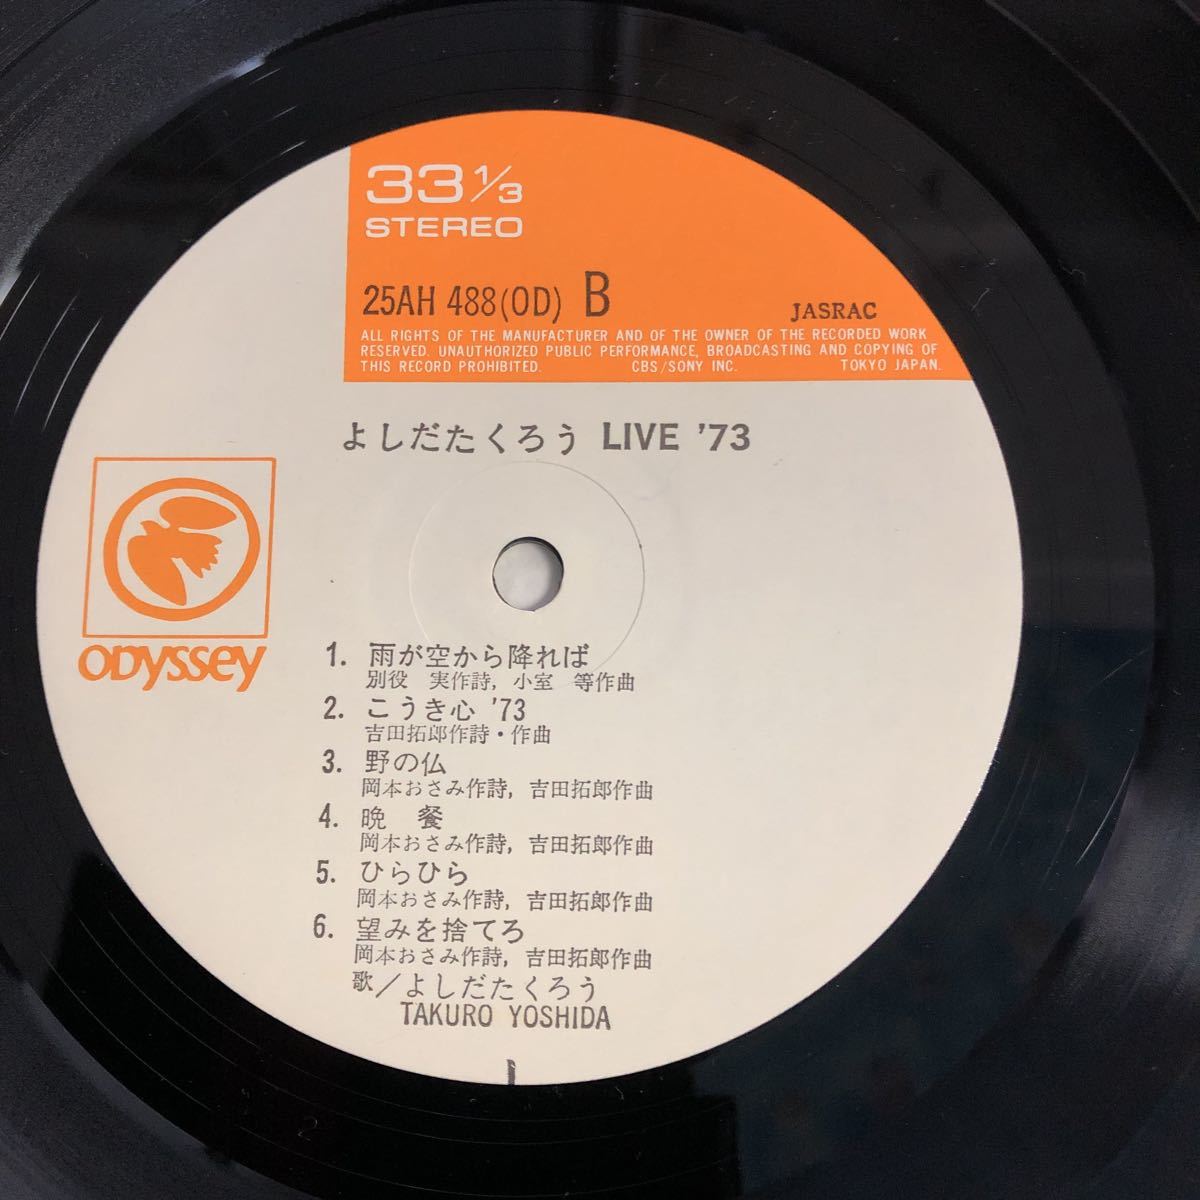 33 1/3
STEREO
25AH 488(OD) B
JASRAC
ALL RIGHTS OF THE MANUFACTURER AND OF THE OWNER OF THE RECORDED WORK
RESERVED. UNAUTHORIZED PUBLIC PERFORMANCE, BROADCASTING AND COPYING OF
THIS RECORD PROHIBITED. CBS/SONY INC. TOKYO JAPAN.
よしだたくろう LIVE '73
ODYSSEY
1. 雨が空から降れば
別役 実作詩, 小室 等作曲
2. こうき心 '73
吉田拓郎作詩・作曲
3. 野の仏
岡本おさみ作詩, 吉田拓郎作曲
4. 晩 餐
岡本おさみ作詩, 吉田拓郎作曲
5. ひらひら
岡本おさみ作詩, 吉田拓郎作曲
6. 望みを捨てろ
岡本おさみ作詩, 吉田拓郎作曲
歌/よしだたくろう
TAKURO YOSHIDA